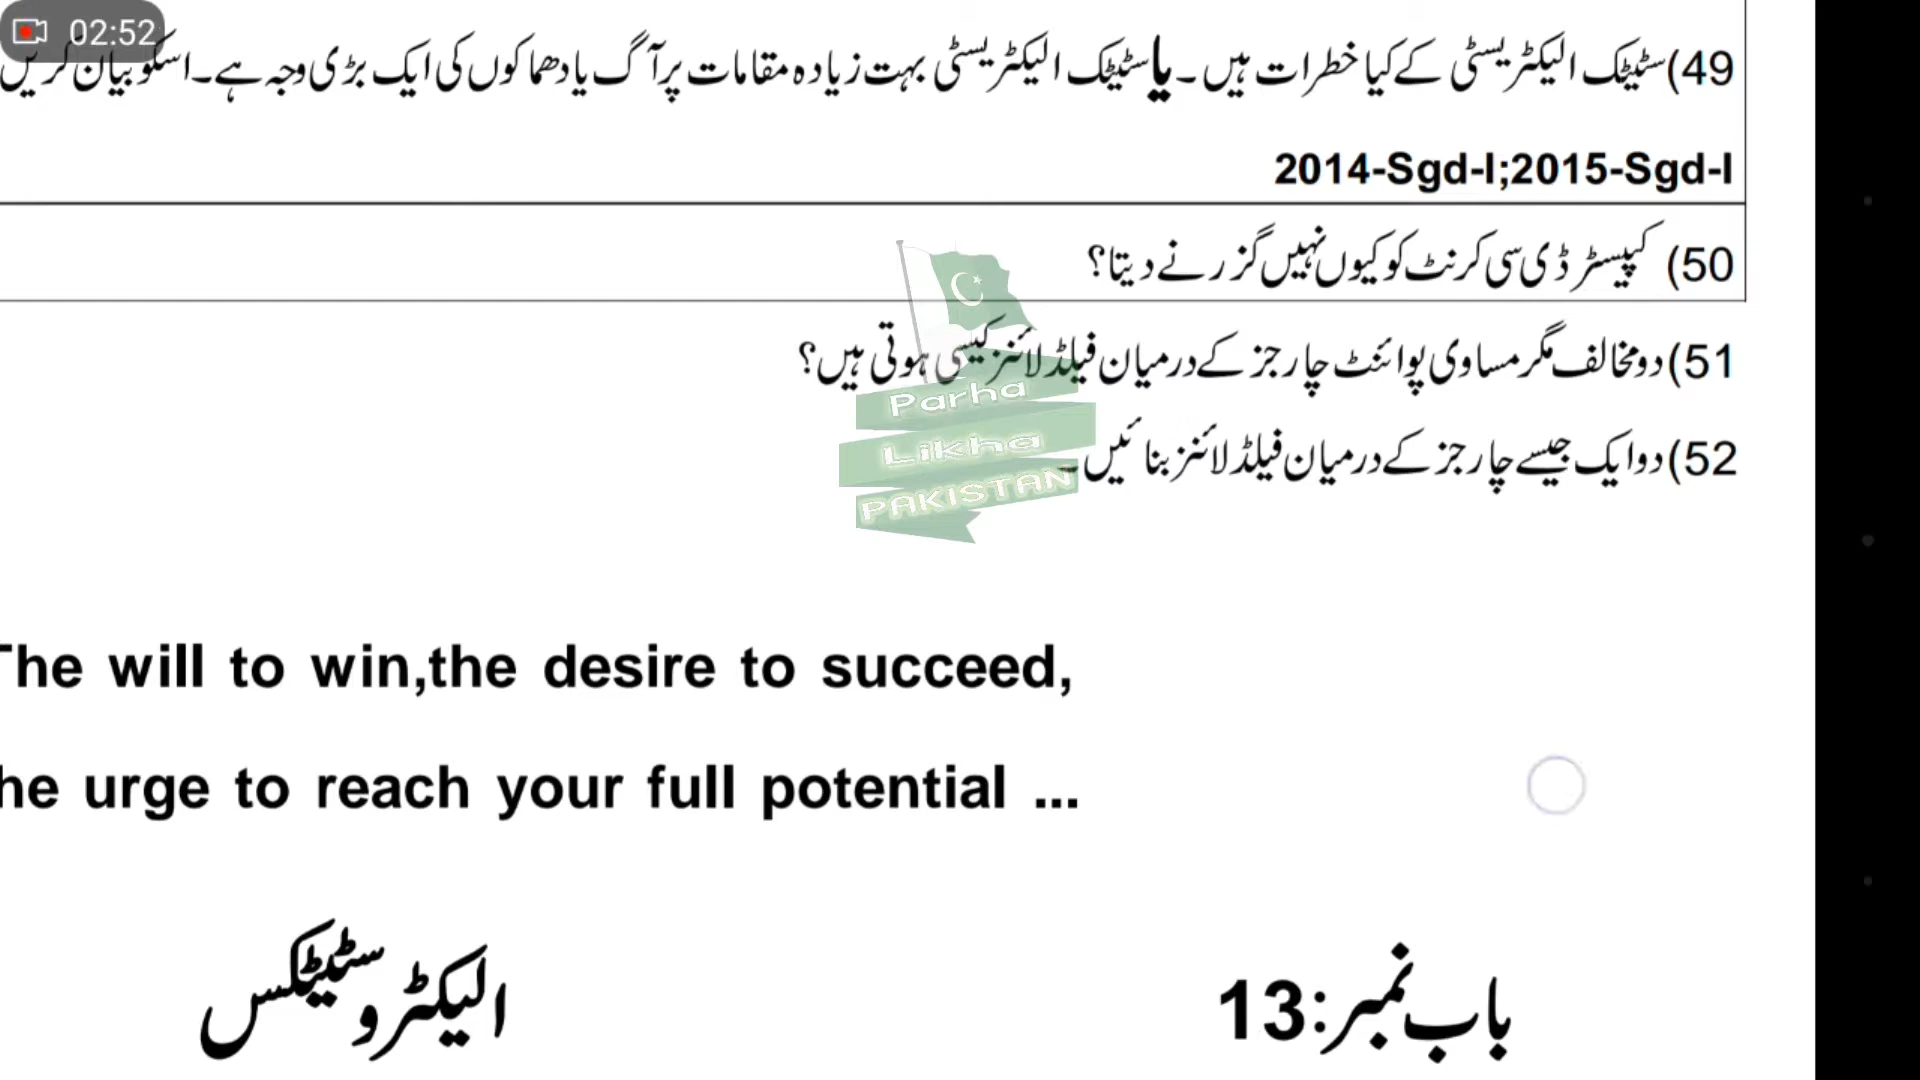 02:52
49)سٹیٹک الیکٹریسٹی کے کیا خطرات ہیں۔یا سٹیٹک الیکٹریسٹی بہت زیادہ مقامات پر آگ یا دھماکوں کی ایک بڑی وجہ ہے۔اسکو بیان کریں
2014-Sgd-I;2015-Sgd-I
50) کپیسٹر ڈی سی کرنٹ کو کیوں نہیں گزرنے دیتا؟
51)دو مخالف مگر مساوی پوائنٹ چارجز کے درمیان فیلڈ لائنز کیسی ہوتی ہیں؟
52)دو ایک جیسے چارجز کے درمیان فیلڈ لائنز بنائیں۔
Parha
Likha
PAKISTAN
The will to win,the desire to succeed,
he urge to reach your full potential ...
باب نمبر:13 الیکٹروسٹیٹکس